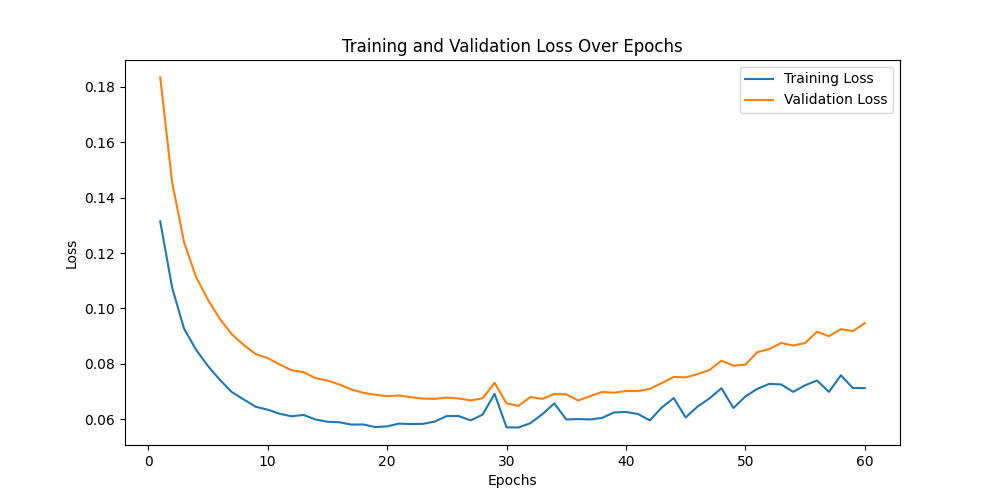 Training and Validation Loss Over Epochs
Training Loss
Validation Loss
0.18
0.16
0.14
0.12
0.10
0.08
0.06
Loss
0 10 20 30 40 50 60
Epochs